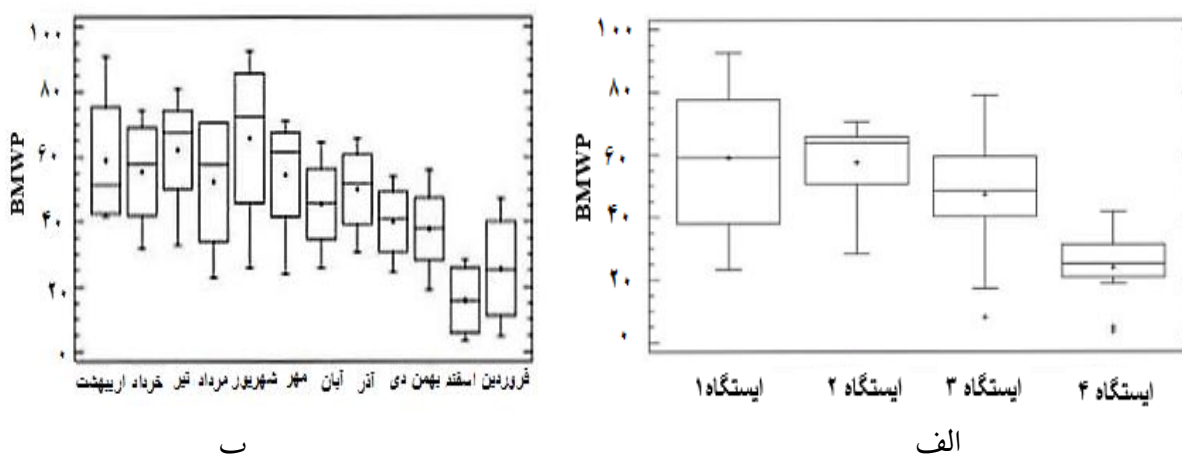 ۱۰۰
۸۰
۶۰
۴۰
۲۰
۰
BMWP
اریبهشت خرداد تیر مرداد شهریور مهر آبان آذر دی بهمن اسفند فروردین
ب
۱۰۰
۸۰
۶۰
۴۰
۲۰
۰
BMWP
ایستگاه۱ ایستگاه ۲ ایستگاه ۳ ایستگاه ۴
الف